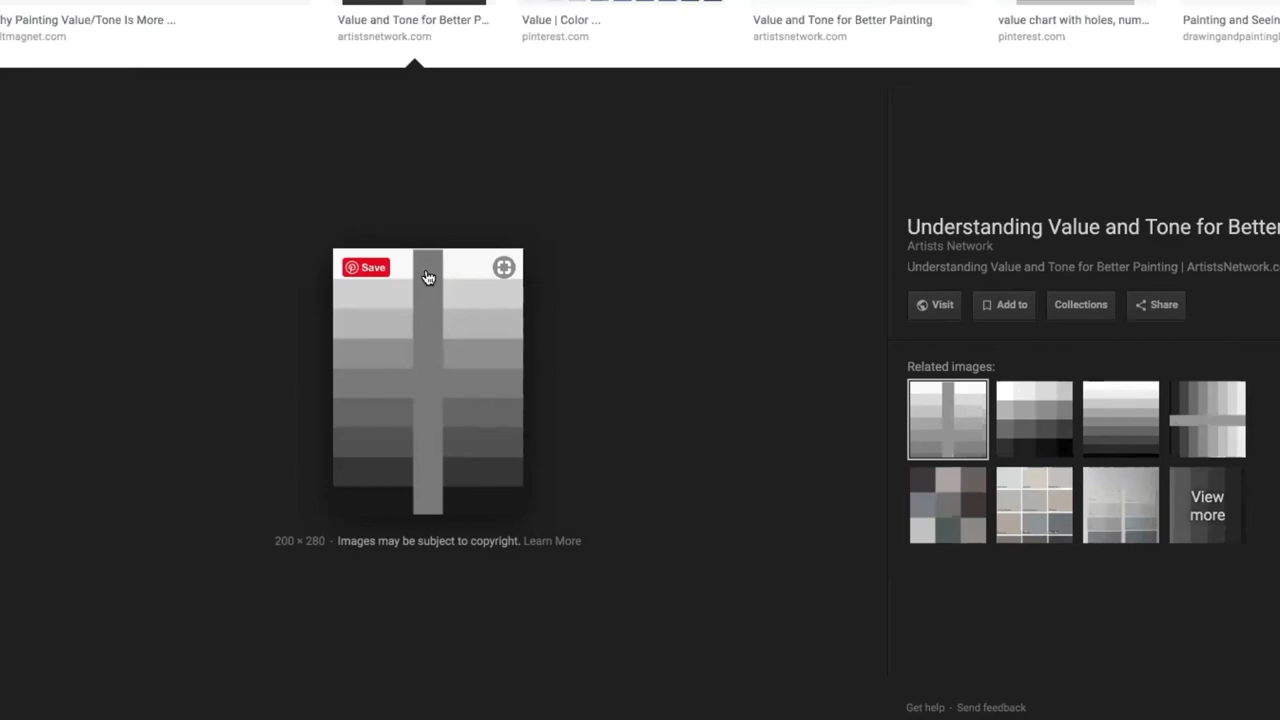 hy Painting Value/Tone Is More ...
ltmagnet.com
Value and Tone for Better P...
artistsnetwork.com
Value | Color ...
pinterest.com
Value and Tone for Better Painting
artistsnetwork.com
value chart with holes, num...
pinterest.com
Painting and Seein
drawingandpainting
Save
200 × 280 · Images may be subject to copyright. Learn More
Understanding Value and Tone for Better
Artists Network
Understanding Value and Tone for Better Painting | ArtistsNetwork.c
Visit
Add to
Collections
Share
Related images:
View
more
Get help · Send feedback